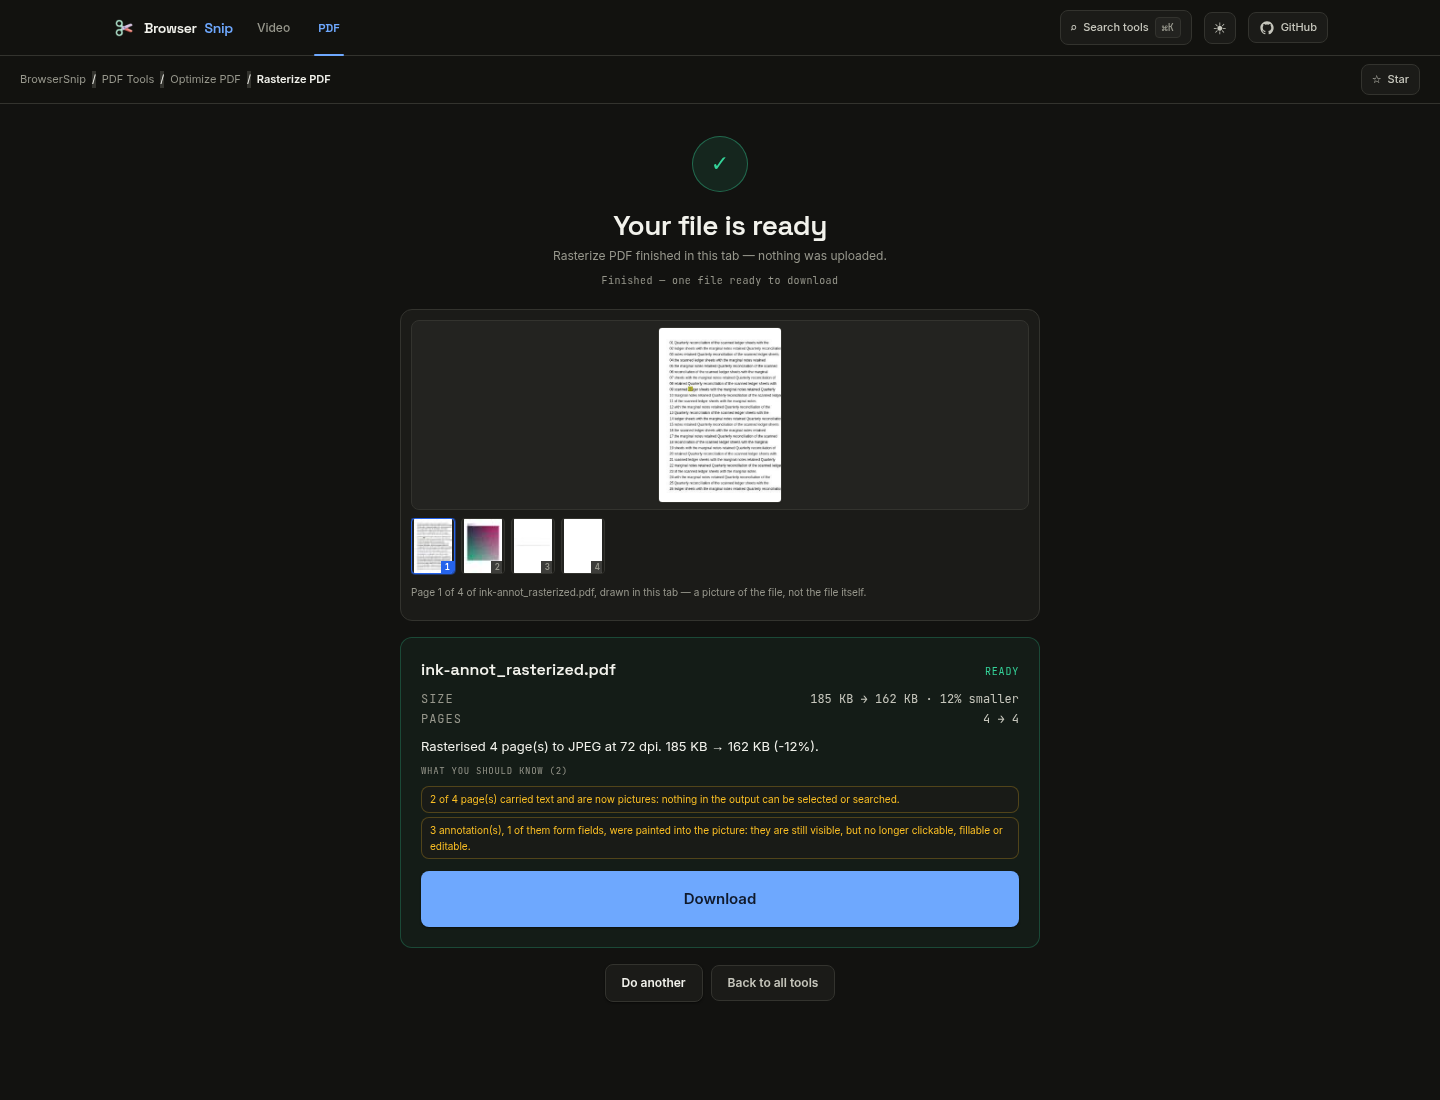 Browser Snip Video PDF Search tools ⌘K GitHub
BrowserSnip / PDF Tools / Optimize PDF / Rasterize PDF ☆ Star
✓
Your file is ready
Rasterize PDF finished in this tab — nothing was uploaded.
Finished — one file ready to download
1 2 3 4
Page 1 of 4 of ink-annot_rasterized.pdf, drawn in this tab — a picture of the file, not the file itself.
ink-annot_rasterized.pdf READY
SIZE 185 KB → 162 KB · 12% smaller
PAGES 4 → 4
Rasterised 4 page(s) to JPEG at 72 dpi. 185 KB → 162 KB (-12%).
WHAT YOU SHOULD KNOW (2)
2 of 4 page(s) carried text and are now pictures: nothing in the output can be selected or searched.
3 annotation(s), 1 of them form fields, were painted into the picture: they are still visible, but no longer clickable, fillable or
editable.
Download
Do another Back to all tools